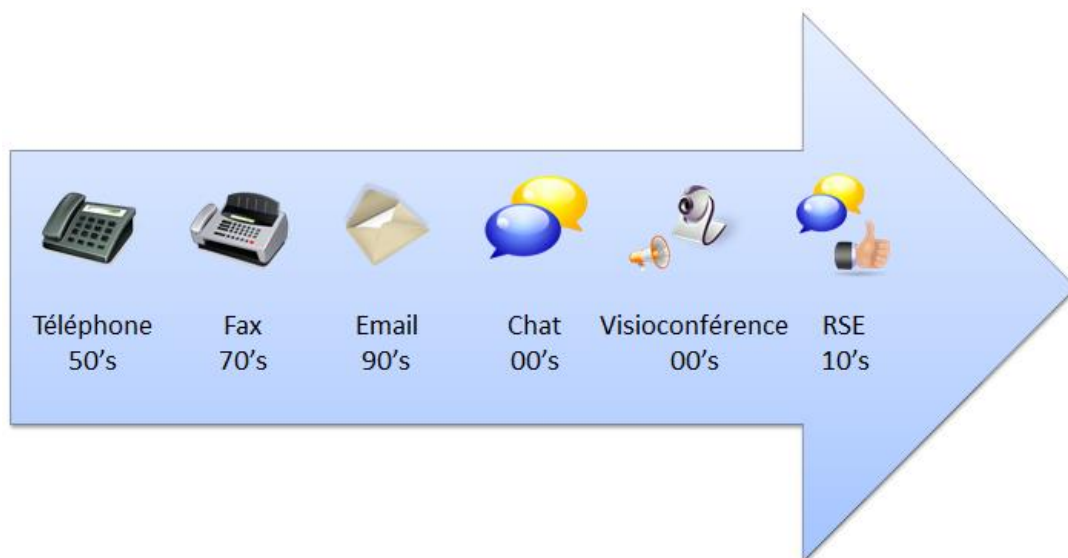 Téléphone
50's
Fax
70's
Email
90's
Chat
00's
Visioconférence
00's
RSE
10's